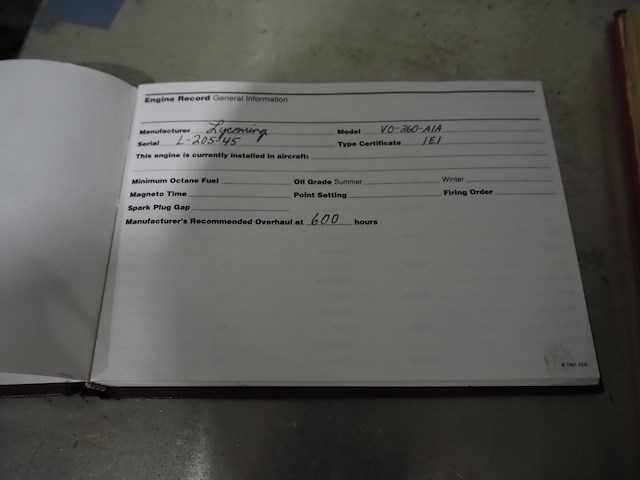 Engine Record General Information
Manufacturer Lycoming Model VO-360-A1A
Serial L-205-45 Type Certificate 1E1
This engine is currently installed in aircraft:
Minimum Octane Fuel Oil Grade Summer Winter
Magneto Time Point Setting Firing Order
Spark Plug Gap
Manufacturer's Recommended Overhaul at 600 hours